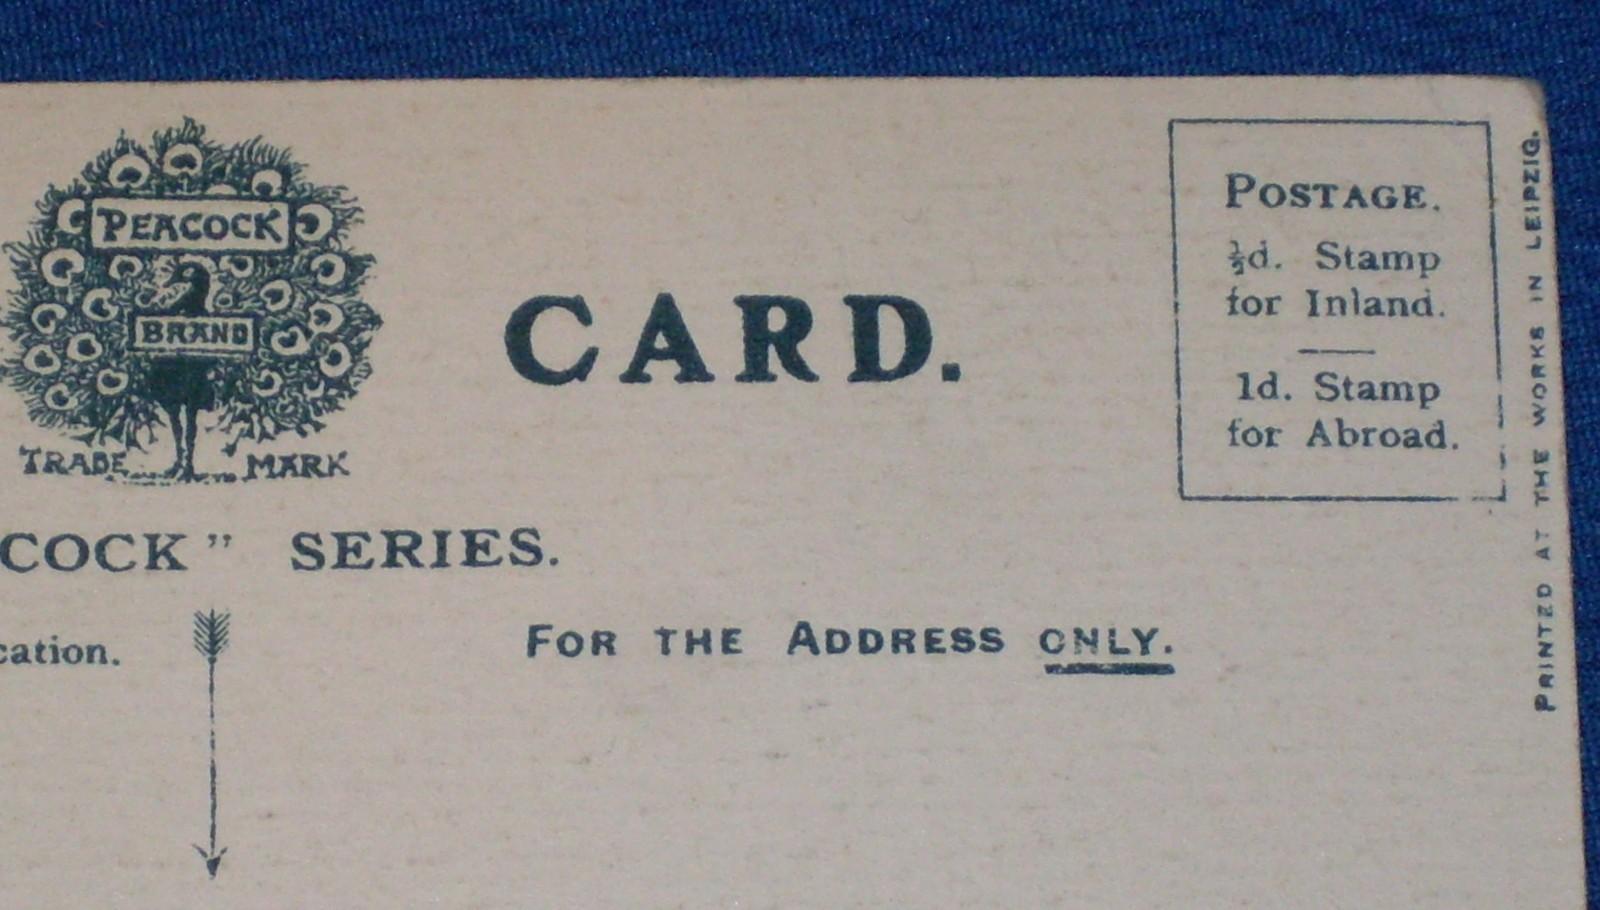 PEACOCK
BRAND
TRADE MARK
CARD.
POSTAGE.
½d. Stamp
for Inland.
1d. Stamp
for Abroad.
PRINTED AT THE WORKS IN LEIPZIG.
COCK" SERIES.
cation.
FOR THE ADDRESS ONLY.